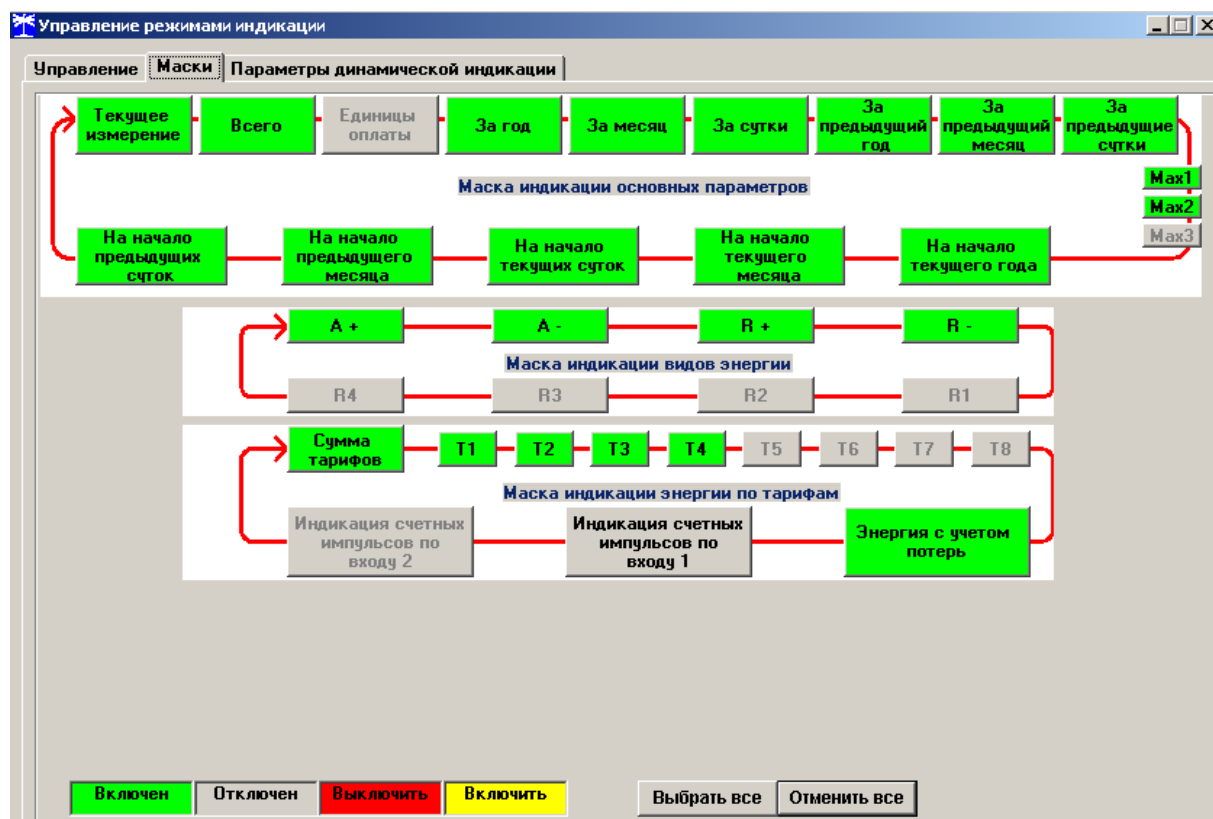 Управление режимами индикации
Управление Маски Параметры динамической индикации
Текущее измерение
Всего
Единицы оплаты
За год
За месяц
За сутки
За предыдущий год
За предыдущий месяц
За предыдущие сутки
Max1
Max2
Max3
Маска индикации основных параметров
На начало предыдущих суток
На начало предыдущего месяца
На начало текущих суток
На начало текущего месяца
На начало текущего года
A + A - R + R -
Маска индикации видов энергии
R4 R3 R2 R1
Сумма тарифов
T1 T2 T3 T4 T5 T6 T7 T8
Маска индикации энергии по тарифам
Индикация счетных импульсов по входу 2
Индикация счетных импульсов по входу 1
Энергия с учетом потерь
Включен Отключен Выключить Включить Выбрать все Отменить все